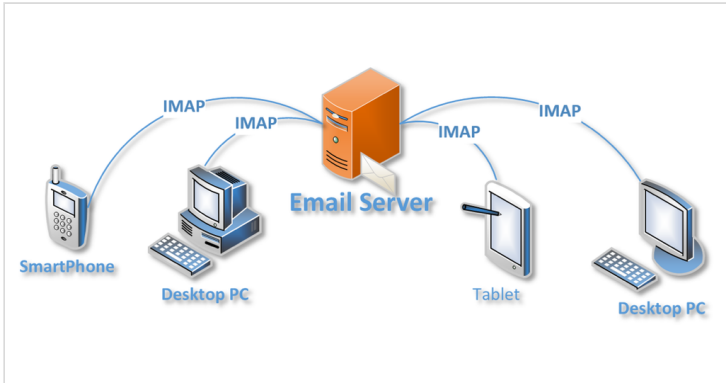 IMAP
IMAP
IMAP
IMAP
Email Server
SmartPhone
Desktop PC
Tablet
Desktop PC